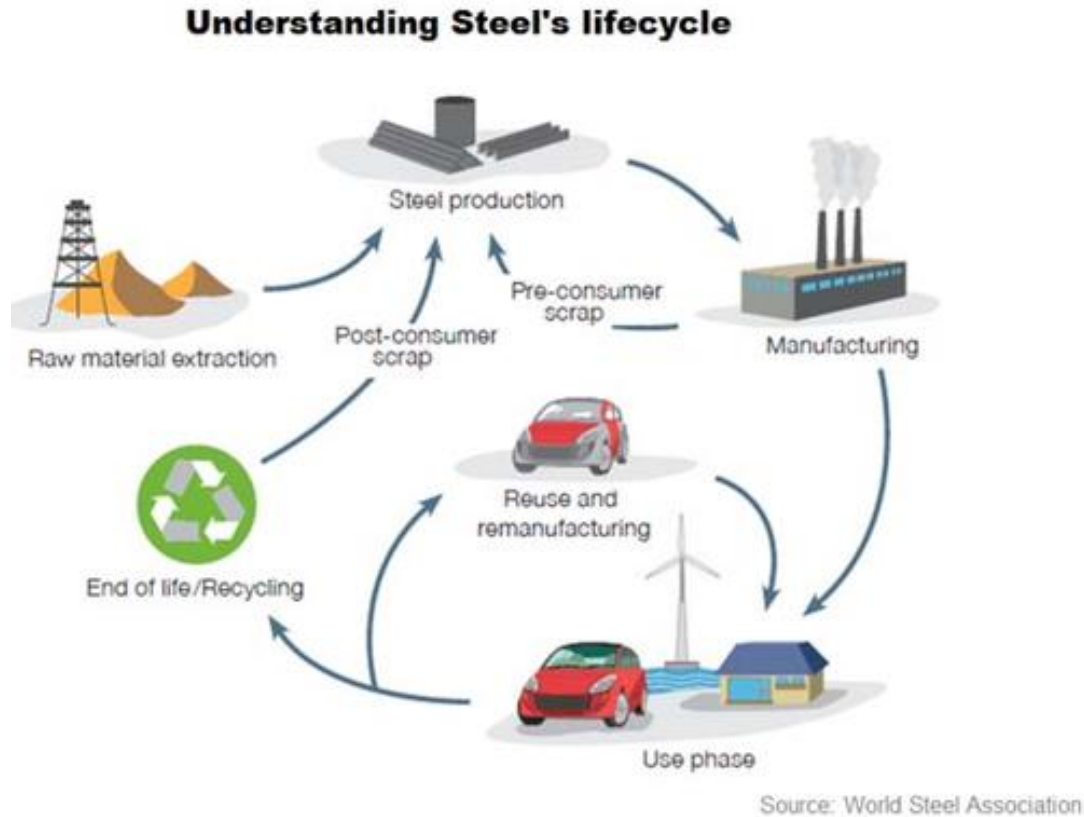 Understanding Steel's lifecycle
Steel production
Pre-consumer
scrap
Post-consumer
scrap
Raw material extraction
Manufacturing
Reuse and
remanufacturing
End of life/Recycling
Use phase
Source: World Steel Association